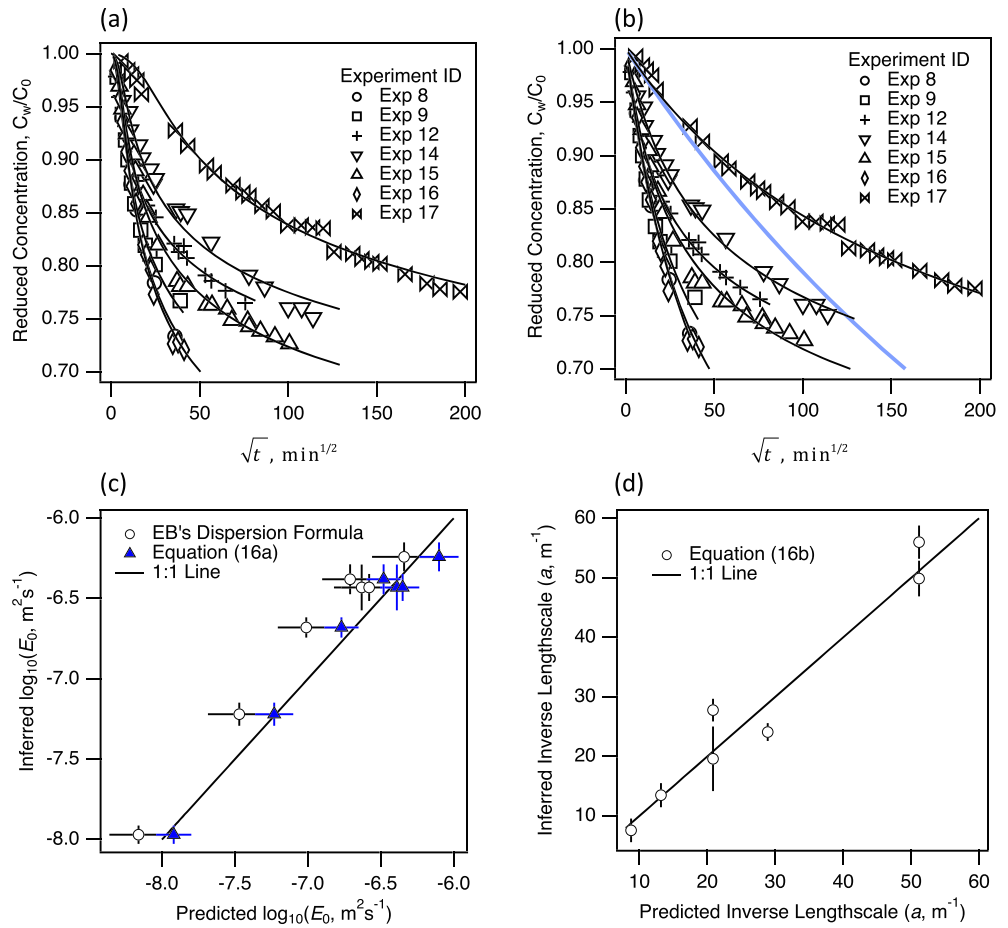 (a)
Reduced Concentration, Cw/C0
1.00
0.95
0.90
0.85
0.80
0.75
0.70
Experiment ID
Exp 8
Exp 9
Exp 12
Exp 14
Exp 15
Exp 16
Exp 17
0 50 100 150 200
√t , min^1/2
(b)
Reduced Concentration, Cw/C0
1.00
0.95
0.90
0.85
0.80
0.75
0.70
Experiment ID
Exp 8
Exp 9
Exp 12
Exp 14
Exp 15
Exp 16
Exp 17
0 50 100 150 200
√t , min^1/2
(c)
Inferred log10(E0, m2s-1)
-6.0
-6.5
-7.0
-7.5
-8.0
EB's Dispersion Formula
Equation (16a)
1:1 Line
-8.0 -7.5 -7.0 -6.5 -6.0
Predicted log10(E0, m2s-1)
(d)
Inferred Inverse Lengthscale (a, m-1)
60
50
40
30
20
10
Equation (16b)
1:1 Line
10 20 30 40 50 60
Predicted Inverse Lengthscale (a, m-1)